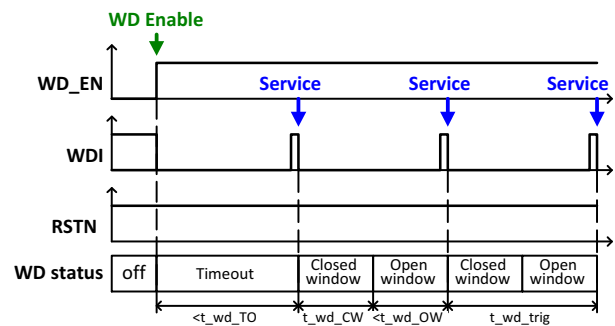 WD Enable
WD_EN
Service
Service
Service
WDI
RSTN
WD status
off
Timeout
Closed
window
Open
window
Closed
window
Open
window
<t_wd_TO
t_wd_CW
<t_wd_OW
t_wd_trig